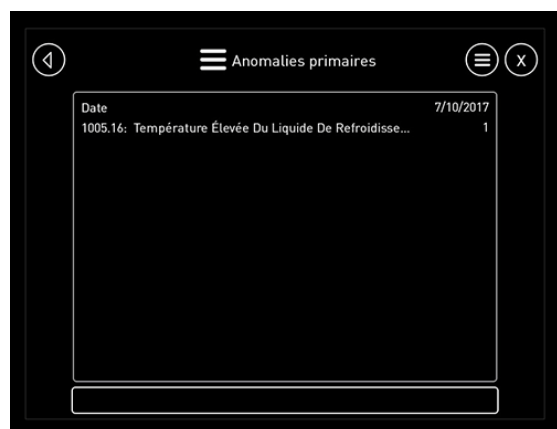 Anomalies primaires
X
Date 7/10/2017
1005.16: Température Élevée Du Liquide De Refroidisse... 1